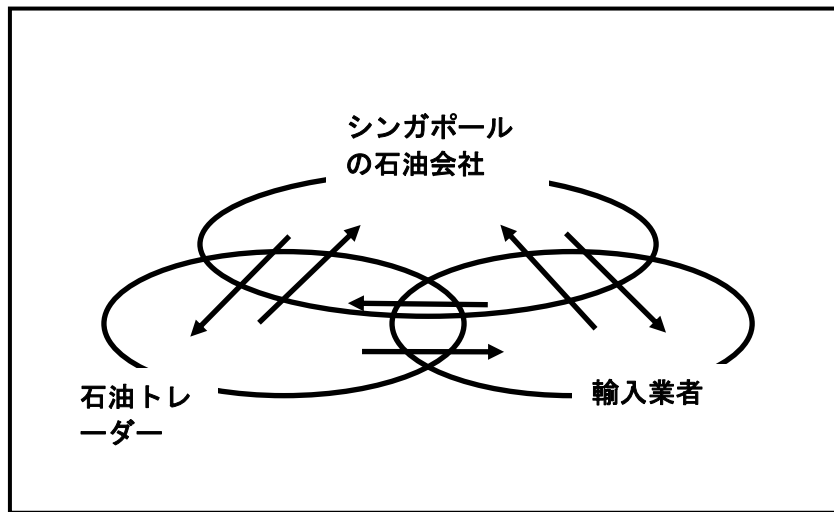 シンガポール
の石油会社
石油トレ
ーダー
輸入業者